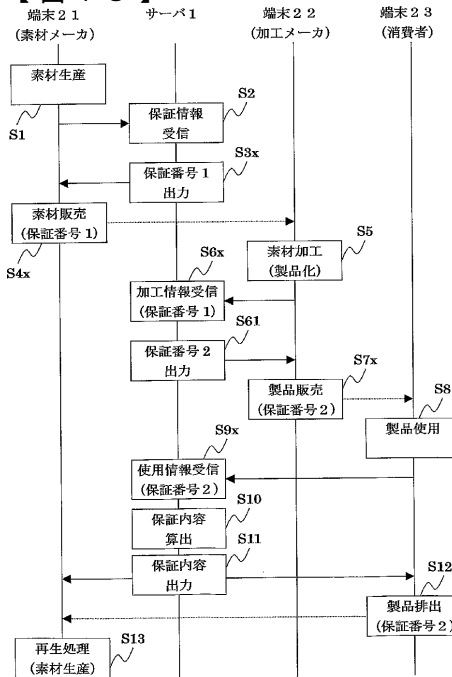 端末21
(素材メーカ)
サーバ1
端末22
(加工メーカ)
端末23
(消費者)
素材生産
S1
保証情報
受信
S2
保証番号1
出力
S3x
素材販売
(保証番号1)
S4x
素材加工
(製品化)
S5
加工情報受信
(保証番号1)
S6x
保証番号2
出力
S61
製品販売
(保証番号2)
S7x
製品使用
S8
使用情報受信
(保証番号2)
S9x
保証内容
算出
S10
保証内容
出力
S11
製品排出
(保証番号2)
S12
再生処理
(素材生産)
S13